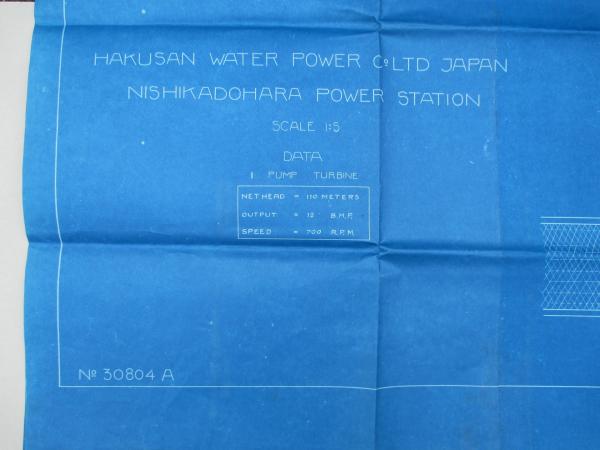 HAKUSAN WATER POWER Co LTD JAPAN
NISHIKADOHARA POWER STATION
SCALE 1:5
DATA
1 PUMP TURBINE
NET HEAD = 110 METERS
OUTPUT = 12 B.H.P.
SPEED = 700 R.P.M.
No 30804 A